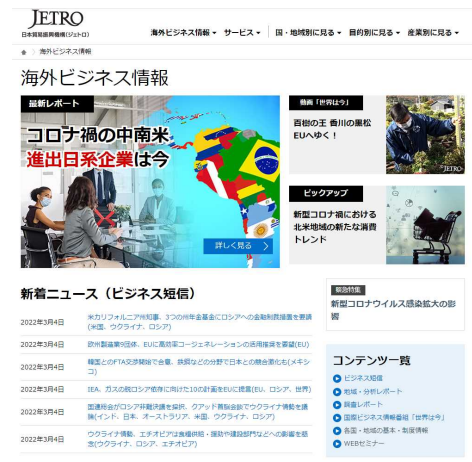 JETRO
日本貿易振興機構(ジェトロ)
海外ビジネス情報 サービス 国・地域別に見る 目的別に見る 産業別に見る
海外ビジネス情報
海外ビジネス情報
最新レポート
コロナ禍の中南米
進出日系企業は今
詳しく見る
動画「世界は今」
百樹の王 香川の黒松
EUへゆく!
JETRO
ピックアップ
新型コロナ禍における
北米地域の新たな消費
トレンド
新着ニュース(ビジネス短信)
2022年3月4日
米カリフォルニア州知事、3つの州年金基金にロシアへの金融制裁措置を要請
(米国、ウクライナ、ロシア)
2022年3月4日
欧州製造業9団体、EUに高効率コージェネレーションの活用推奨を要望(EU)
2022年3月4日
韓国とのFTA交渉開始で合意、鉄鋼などの分野で日本との競合激化も(メキシ
コ)
2022年3月4日
IEA、ガスの脱ロシア依存に向けた10の計画をEUに提言(EU、ロシア、世界)
2022年3月4日
国連総会がロシア非難決議を採択、クアッド首脳会談でウクライナ情勢を議
論(インド、日本、オーストラリア、米国、ウクライナ、ロシア)
2022年3月4日
ウクライナ情勢、エチオピアは食糧供給・援助や建設部門などへの影響を懸
念(ウクライナ、ロシア、エチオピア)
緊急特集
新型コロナウイルス感染拡大の影
響
コンテンツ一覧
ビジネス短信
地域・分析レポート
調査レポート
国際ビジネス情報番組「世界は今」
各国・地域の基本・制度情報
WEBセミナー